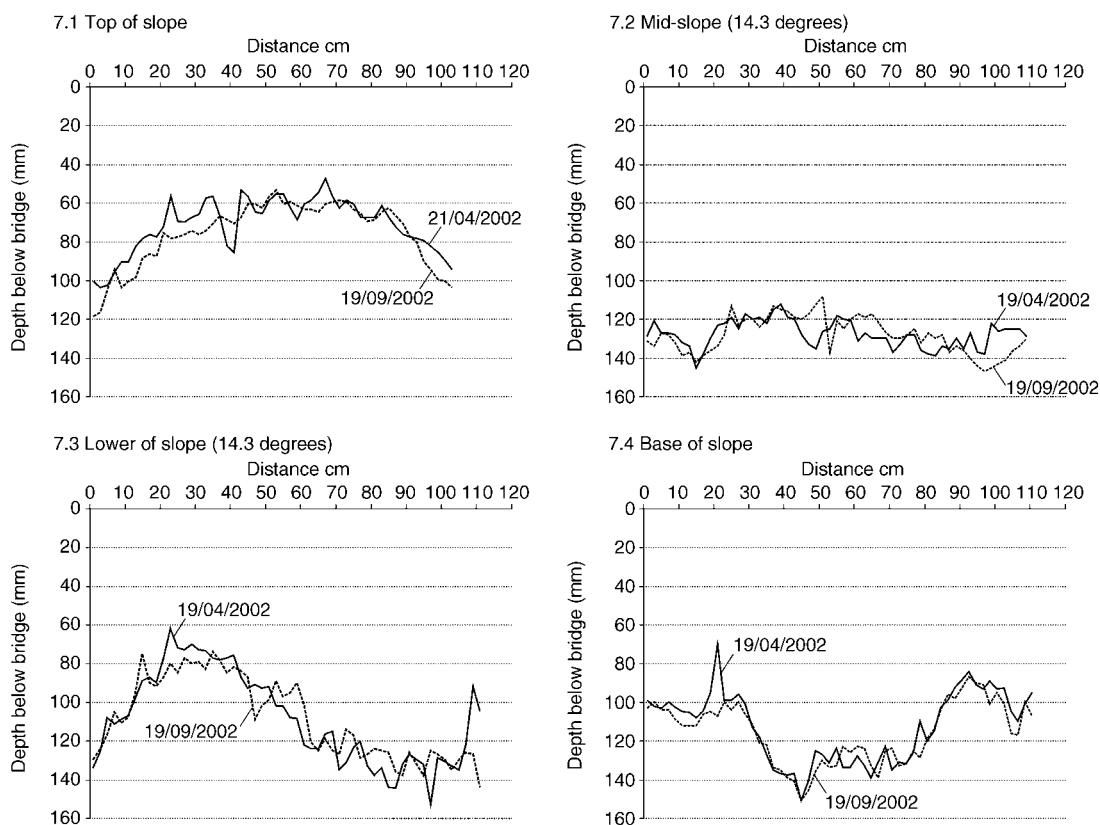 7.1 Top of slope
Distance cm
0 10 20 30 40 50 60 70 80 90 100 110 120
Depth below bridge (mm)
0
20
40
60
80
100
120
140
160
21/04/2002
19/09/2002
7.2 Mid-slope (14.3 degrees)
Distance cm
0 10 20 30 40 50 60 70 80 90 100 110 120
Depth below bridge (mm)
0
20
40
60
80
100
120
140
160
19/04/2002
19/09/2002
7.3 Lower of slope (14.3 degrees)
Distance cm
0 10 20 30 40 50 60 70 80 90 100 110 120
Depth below bridge (mm)
0
20
40
60
80
100
120
140
160
19/04/2002
19/09/2002
7.4 Base of slope
Distance cm
0 10 20 30 40 50 60 70 80 90 100 110 120
Depth below bridge (mm)
0
20
40
60
80
100
120
140
160
19/04/2002
19/09/2002